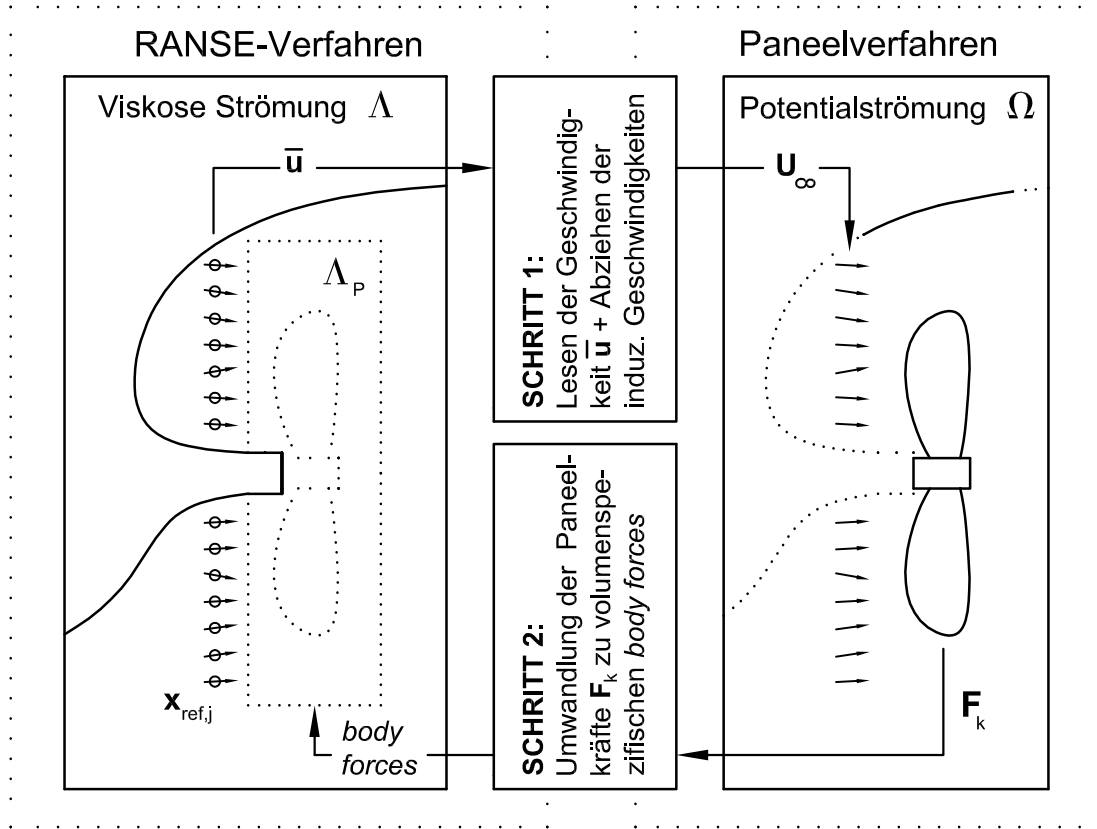 RANSE-Verfahren
Paneelverfahren
Viskose Strömung Λ
Potentialströmung Ω
u̅
U∞
Λ_P
SCHRITT 1:
Lesen der Geschwindig-
keit u̅ + Abziehen der
induz. Geschwindigkeiten
SCHRITT 2:
Umwandlung der Paneel-
kräfte F_k zu volumenspe-
zifischen body forces
x_ref,j
body
forces
F_k